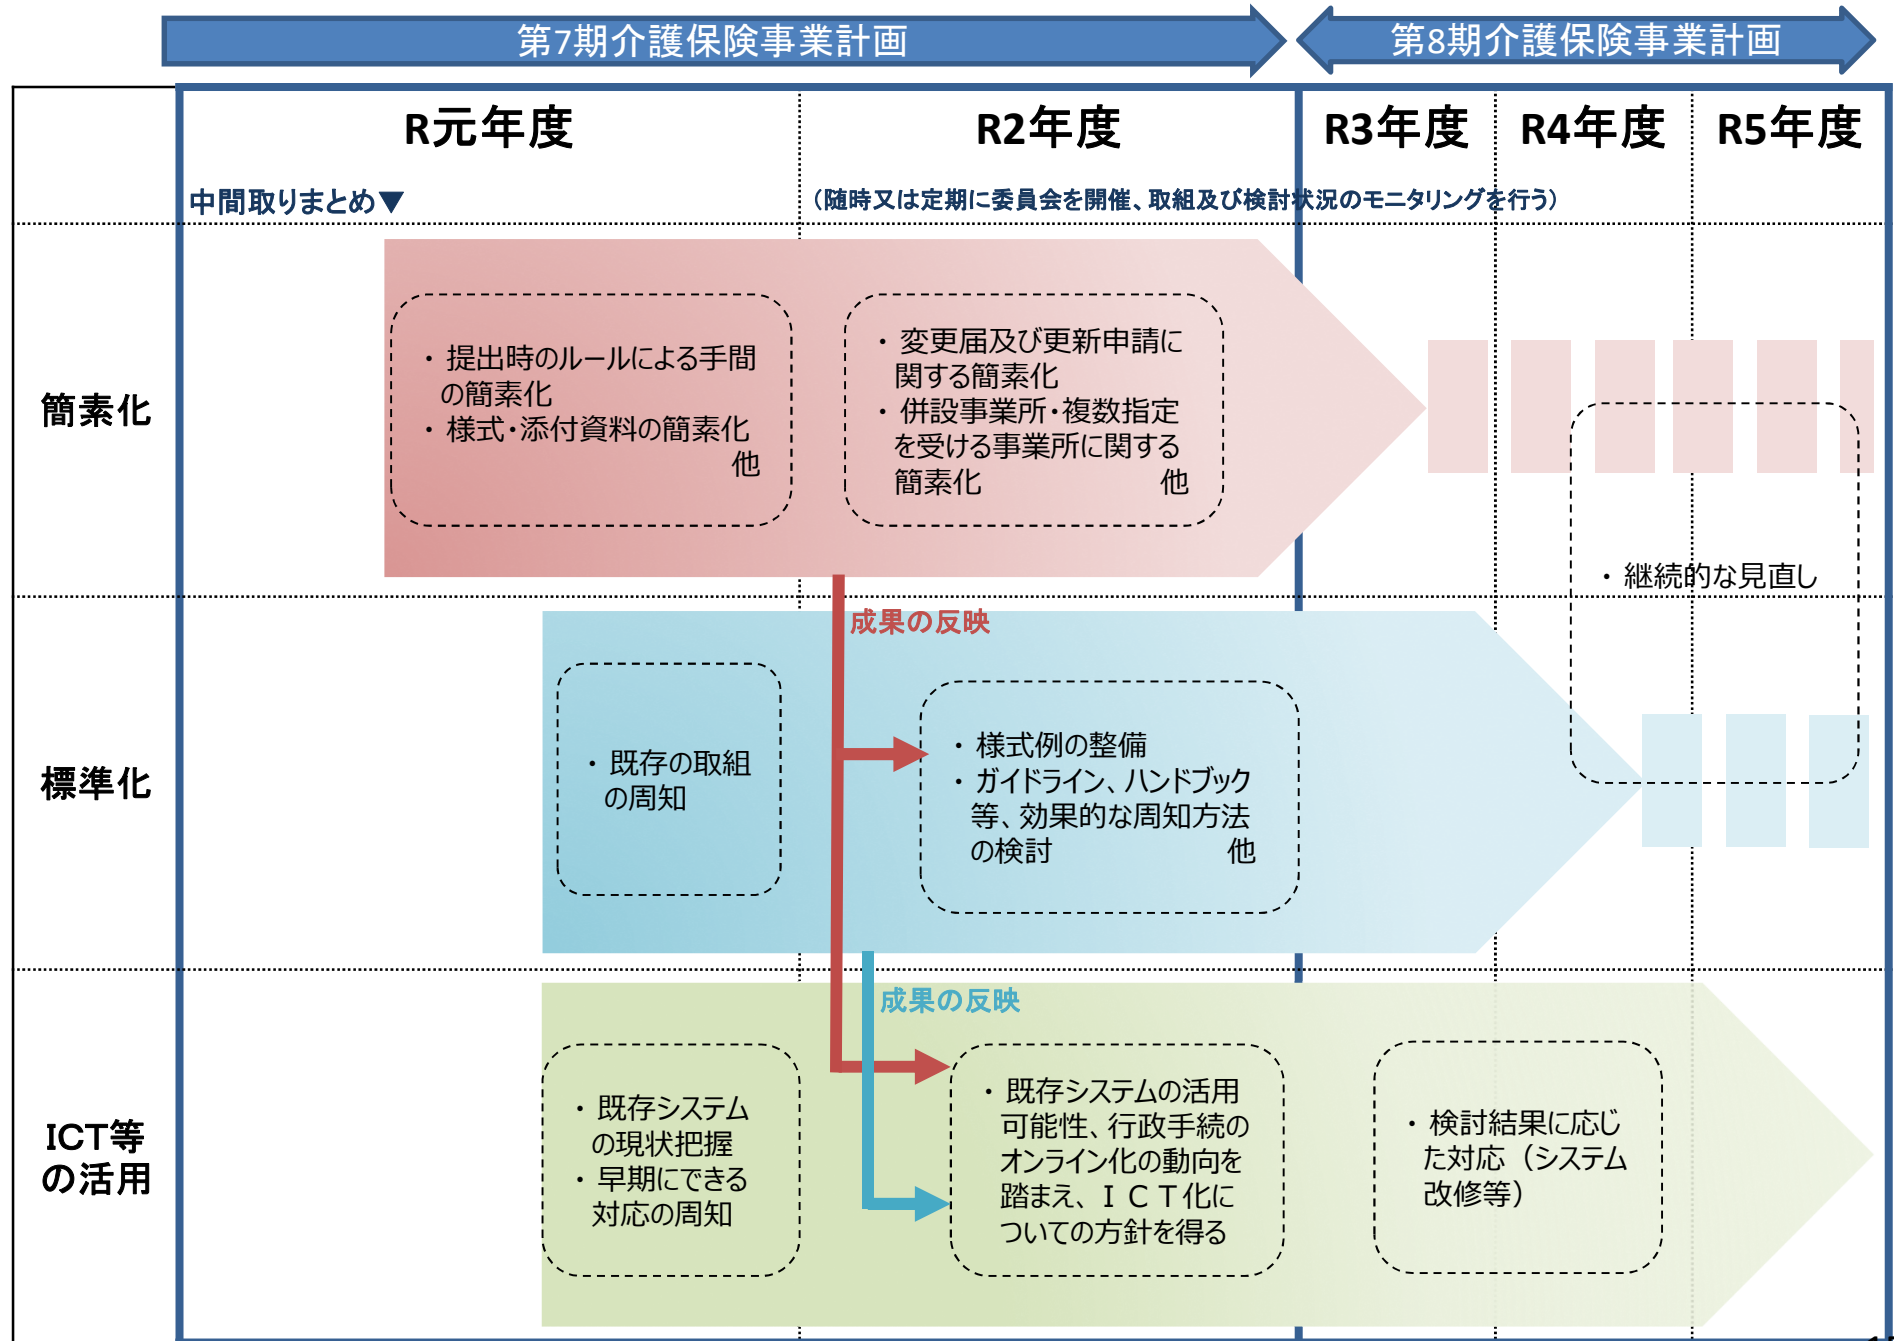 第7期介護保険事業計画
第8期介護保険事業計画
R元年度
R2年度
R3年度
R4年度
R5年度
中間取りまとめ▼
(随時又は定期に委員会を開催、取組及び検討状況のモニタリングを行う)
簡素化
・提出時のルールによる手間
の簡素化
・様式・添付資料の簡素化
他
・変更届及び更新申請に
関する簡素化
・併設事業所・複数指定
を受ける事業所に関する
簡素化 他
・継続的な見直し
成果の反映
標準化
・既存の取組
の周知
・様式例の整備
・ガイドライン、ハンドブック
等、効果的な周知方法
の検討 他
成果の反映
ICT等
の活用
・既存システム
の現状把握
・早期にできる
対応の周知
・既存システムの活用
可能性、行政手続の
オンライン化の動向を
踏まえ、ＩＣＴ化に
ついての方針を得る
・検討結果に応じ
た対応（システム
改修等）